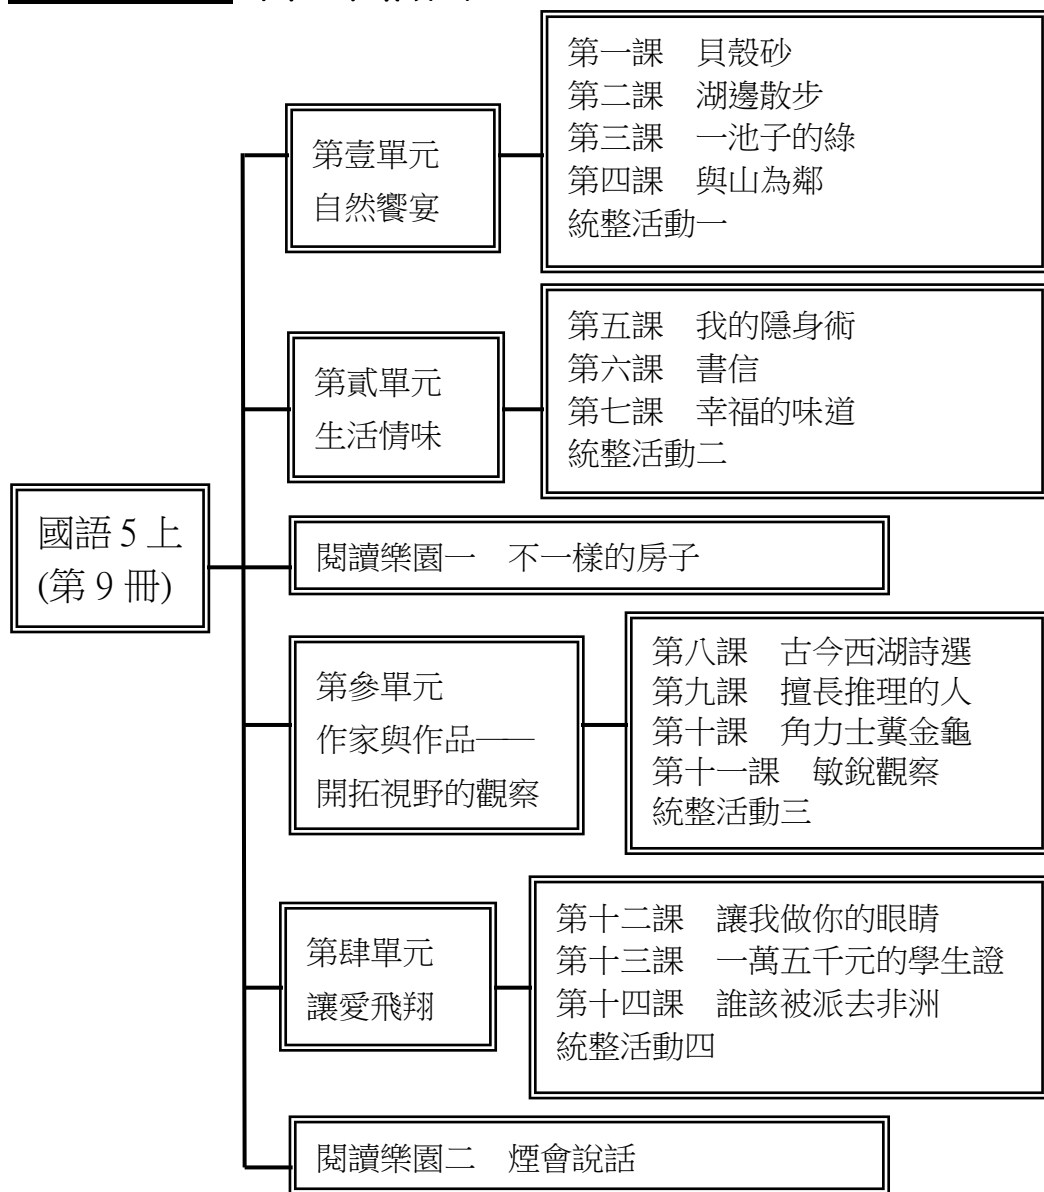 第一課　貝殼砂
第二課　湖邊散步
第三課　一池子的綠
第四課　與山為鄰
統整活動一
第壹單元
自然饗宴
第五課　我的隱身術
第六課　書信
第七課　幸福的味道
統整活動二
第貳單元
生活情味
國語 5 上
(第 9 冊)
閱讀樂園一　不一樣的房子
第八課　古今西湖詩選
第九課　擅長推理的人
第十課　角力士糞金龜
第十一課　敏銳觀察
統整活動三
第參單元
作家與作品——
開拓視野的觀察
第十二課　讓我做你的眼睛
第十三課　一萬五千元的學生證
第十四課　誰該被派去非洲
統整活動四
第肆單元
讓愛飛翔
閱讀樂園二　煙會說話